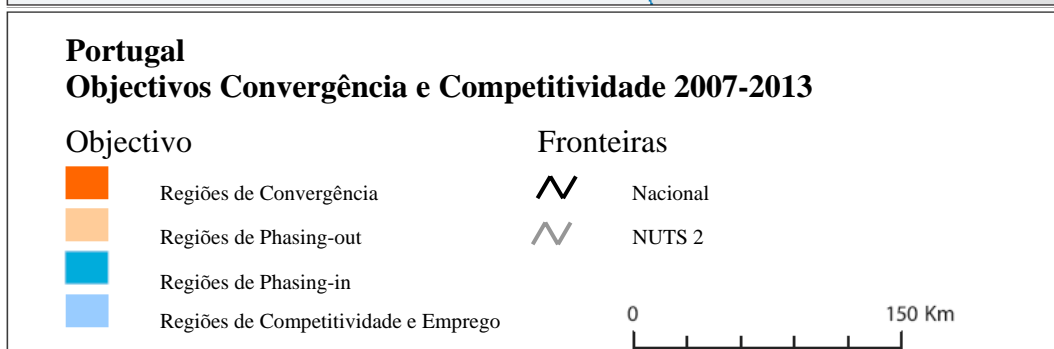 Portugal
Objectivos Convergência e Competitividade 2007-2013
Objectivo
Regiões de Convergência
Regiões de Phasing-out
Regiões de Phasing-in
Regiões de Competitividade e Emprego
Fronteiras
Nacional
NUTS 2
0 150 Km